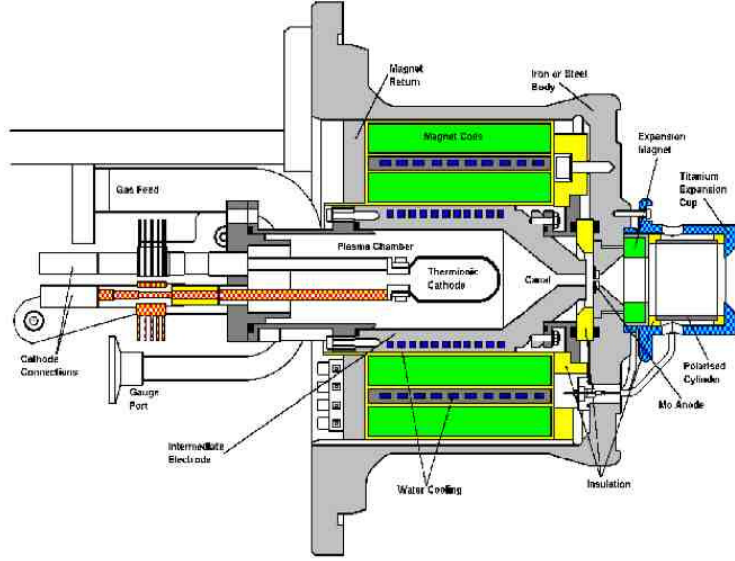 Magnet
Return
Iron or Steel
Body
Expansion
Magnet
Titanium
Expansion
Cup
Magnet Coils
Gas Feed
Plasma Chamber
Thermionic
Cathode
Canal
Cathode
Connections
Gauge
Port
Polarised
Cylinder
Mo Anode
Intermediate
Electrode
Water Cooling
Insulation